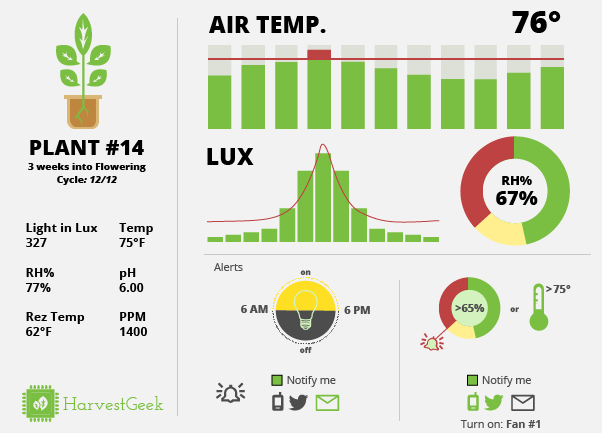 PLANT #14
3 weeks into Flowering
Cycle: 12/12
Light in Lux Temp
327 75°F
RH% pH
77% 6.00
Rez Temp PPM
62°F 1400
HarvestGeek
AIR TEMP. 76°
LUX
RH%
67%
Alerts
on
6 AM 6 PM
off
Notify me
>65% or >75°
Notify me
Turn on: Fan #1